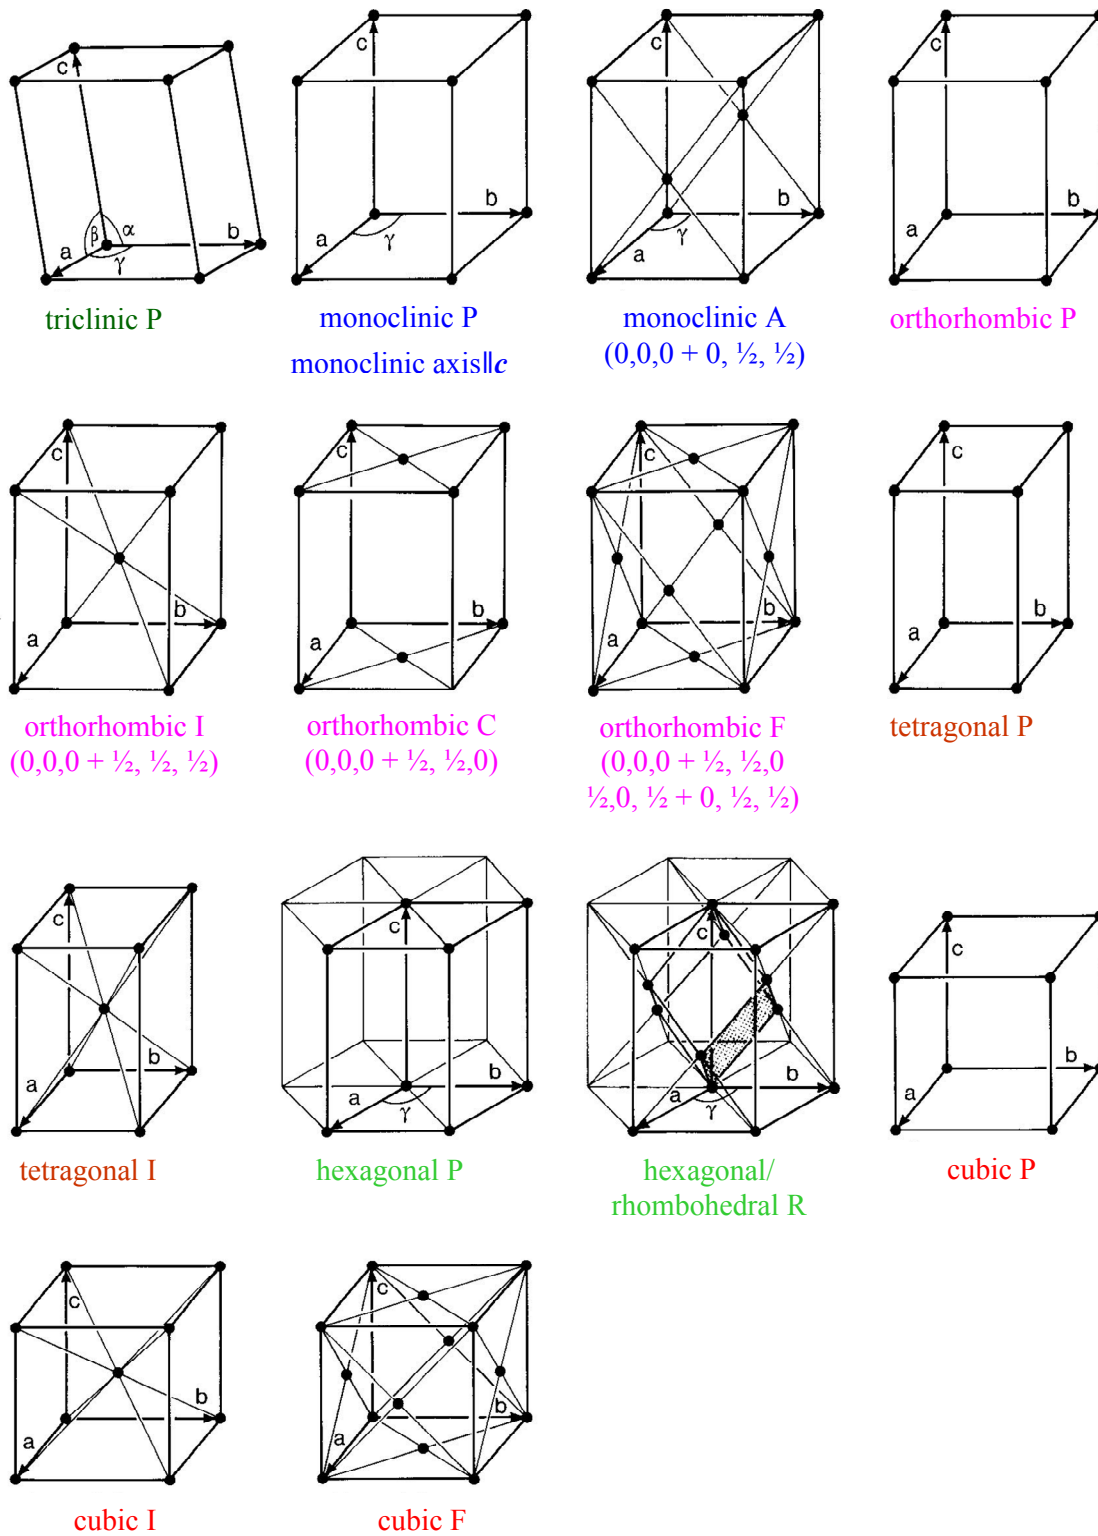 c
β
α
a
γ
b
triclinic P
c
b
a
γ
monoclinic P
monoclinic axis||c
c
b
a
γ
monoclinic A
(0,0,0 + 0, ½, ½)
c
b
a
orthorhombic P
c
b
a
orthorhombic I
(0,0,0 + ½, ½, ½)
c
b
a
orthorhombic C
(0,0,0 + ½, ½,0)
c
b
a
orthorhombic F
(0,0,0 + ½, ½,0
½,0, ½ + 0, ½, ½)
c
b
a
tetragonal P
c
b
a
tetragonal I
c
b
a
γ
hexagonal P
c
b
a
γ
hexagonal/
rhombohedral R
c
b
a
cubic P
c
b
a
cubic I
c
b
a
cubic F